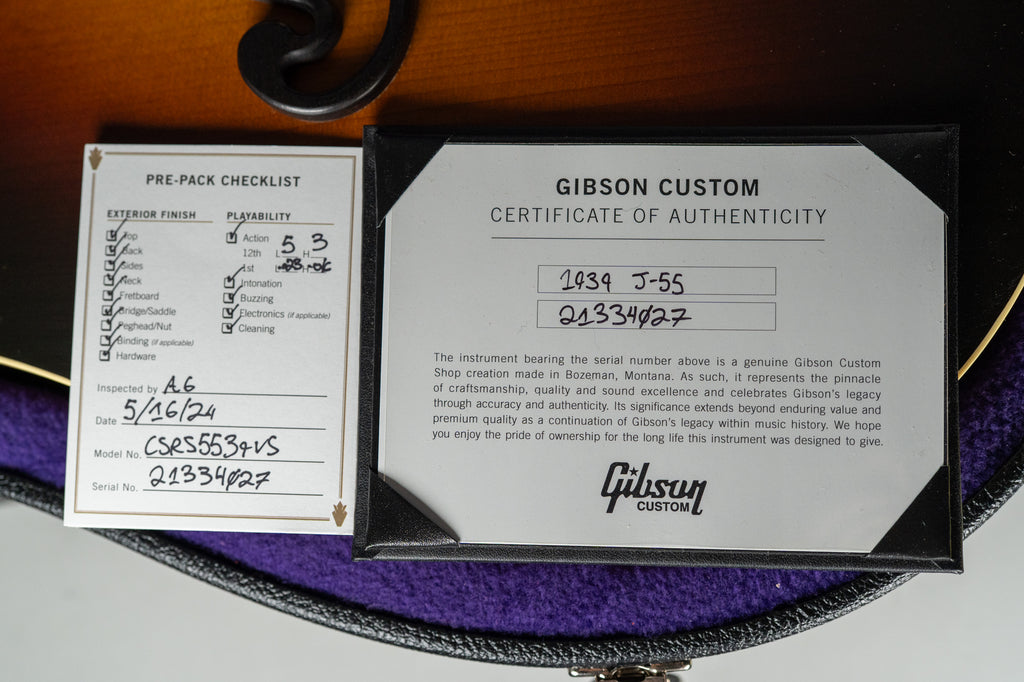 PRE-PACK CHECKLIST
EXTERIOR FINISH
Top
Back
Sides
Neck
Fretboard
Bridge/Saddle
Peghead/Nut
Binding (if applicable)
Hardware
PLAYABILITY
Action
12th L 5 H 3
1st
Intonation
Buzzing
Electronics (if applicable)
Cleaning
Inspected by AG
Date 5/16/24
Model No. CSRS5539VS
Serial No. 21334027
GIBSON CUSTOM
CERTIFICATE OF AUTHENTICITY
1939 J-55
21334027
The instrument bearing the serial number above is a genuine Gibson Custom
Shop creation made in Bozeman, Montana. As such, it represents the pinnacle
of craftsmanship, quality and sound excellence and celebrates Gibson's legacy
through accuracy and authenticity. Its significance extends beyond enduring value and
premium quality as a continuation of Gibson's legacy within music history. We hope
you enjoy the pride of ownership for the long life this instrument was designed to give.
Gibson
CUSTOM